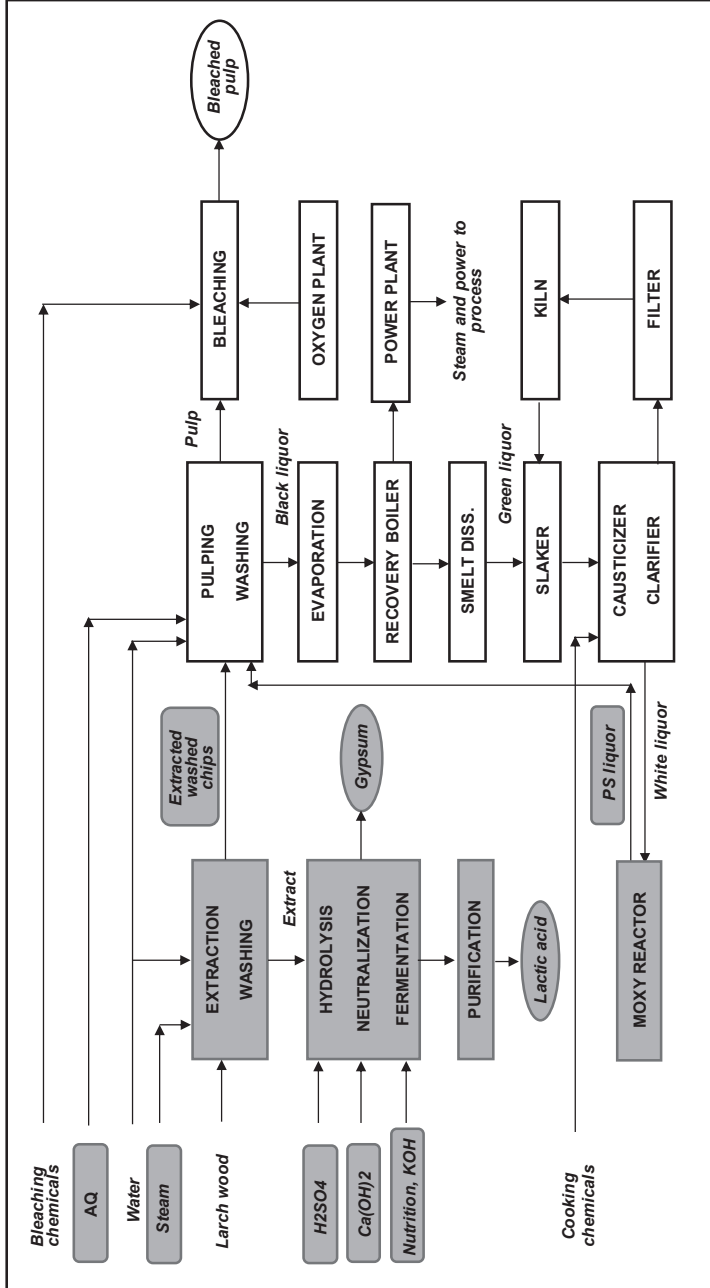 Bleaching
chemicals
AQ
Water
Steam
Larch wood
H2SO4
Ca(OH)2
Nutrition, KOH
Cooking
chemicals
EXTRACTION
WASHING
Extract
HYDROLYSIS
NEUTRALIZATION
FERMENTATION
PURIFICATION
Lactic acid
MOXY REACTOR
Extracted
washed
chips
Gypsum
PS liquor
White liquor
PULPING
WASHING
Pulp
Black liquor
EVAPORATION
RECOVERY BOILER
SMELT DISS.
Green liquor
SLAKER
CAUSTICIZER
CLARIFIER
BLEACHING
OXYGEN PLANT
POWER PLANT
Steam and power to
process
KILN
FILTER
Bleached
pulp